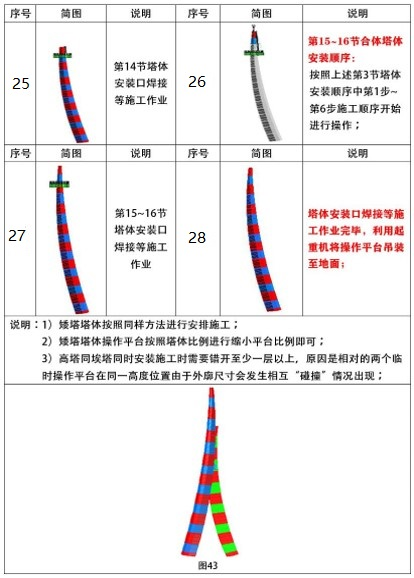 序号 简图 说明 序号 简图 说明
25
第14节塔体
安装口焊接
等施工作业
26
第15~16节合体塔体
安装顺序：
按照上述第3节塔体
安装顺序中第1步~
第6步施工顺序开始
进行操作；
序号 简图 说明 序号 简图 说明
27
第15~16节
塔体安装口
焊接等施工
作业
28
塔体安装口焊接等施
工作业完毕，利用起
重机将操作平台吊装
至地面；
说明：1）矮塔塔体按照同样方法进行安排施工；
2）矮塔塔体操作平台按照塔体比例进行缩小平台比例即可；
3）高塔同埃塔同时安装施工时需要错开至少一层以上，原因是相对的两个临
时操作平台在同一高度位置由于外廓尺寸会发生相互“碰撞”情况出现；
图43